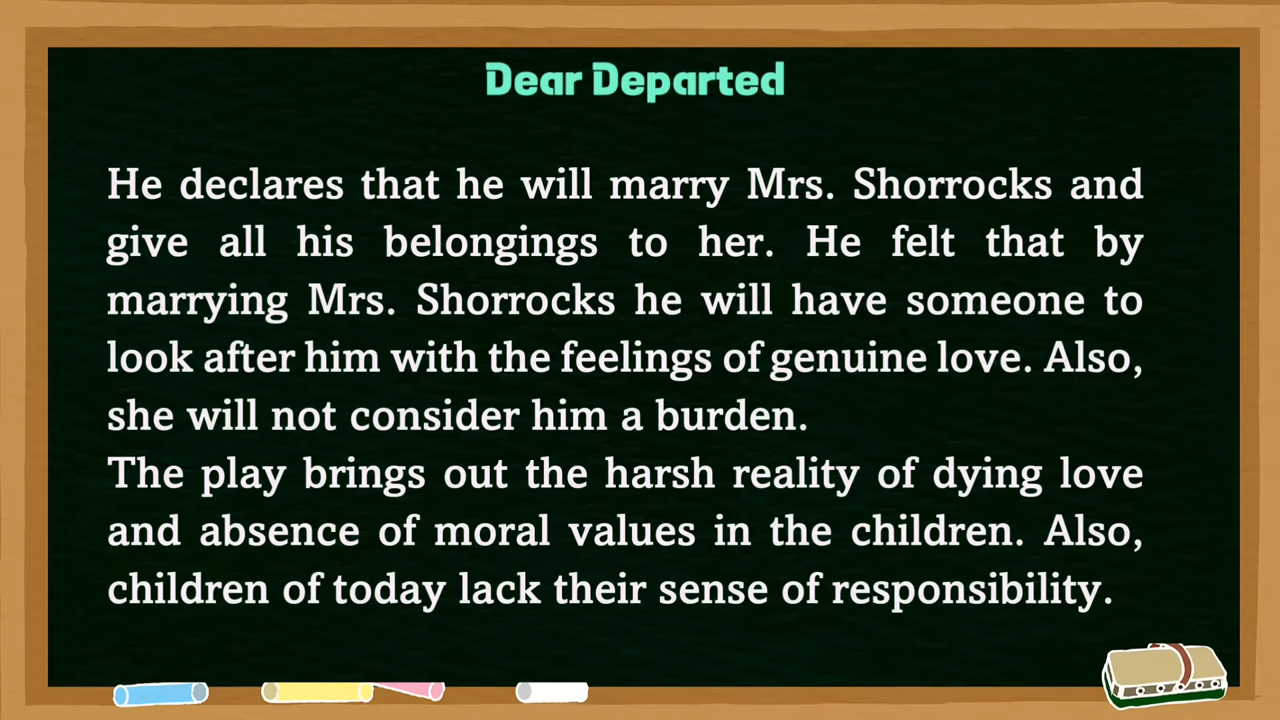 Dear Departed
He declares that he will marry Mrs. Shorrocks and
give all his belongings to her. He felt that by
marrying Mrs. Shorrocks he will have someone to
look after him with the feelings of genuine love. Also,
she will not consider him a burden.
The play brings out the harsh reality of dying love
and absence of moral values in the children. Also,
children of today lack their sense of responsibility.